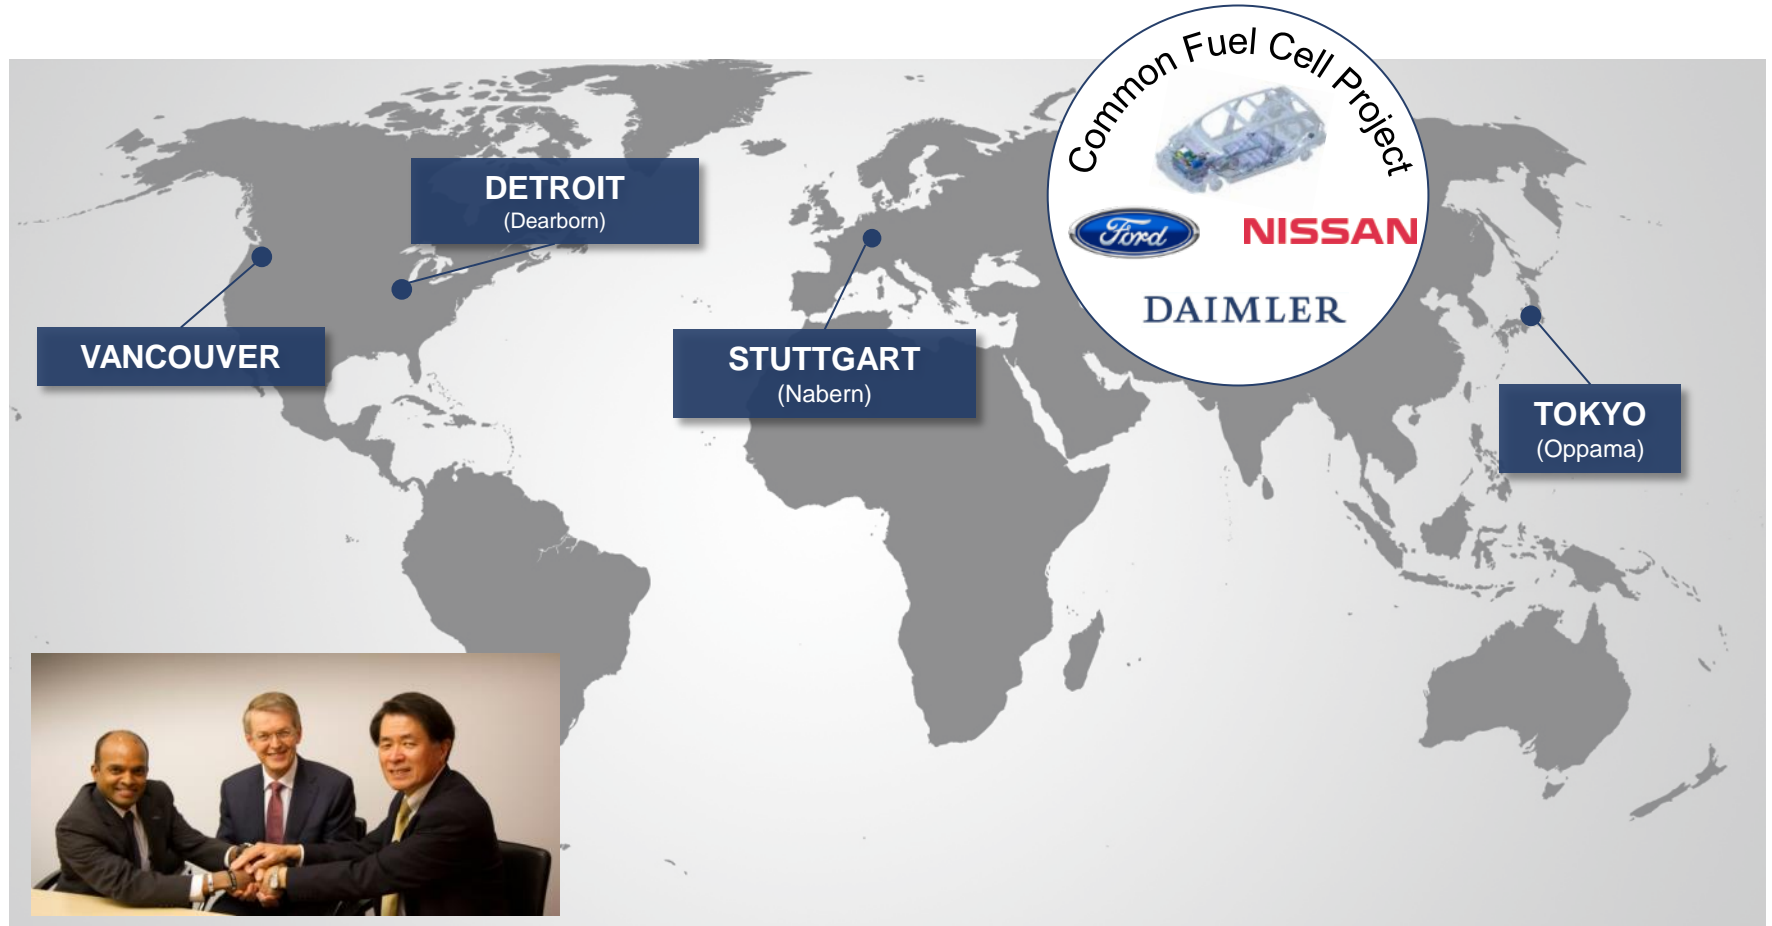 Common Fuel Cell Project
Ford
NISSAN
DAIMLER
DETROIT
(Dearborn)
VANCOUVER
STUTTGART
(Nabern)
TOKYO
(Oppama)